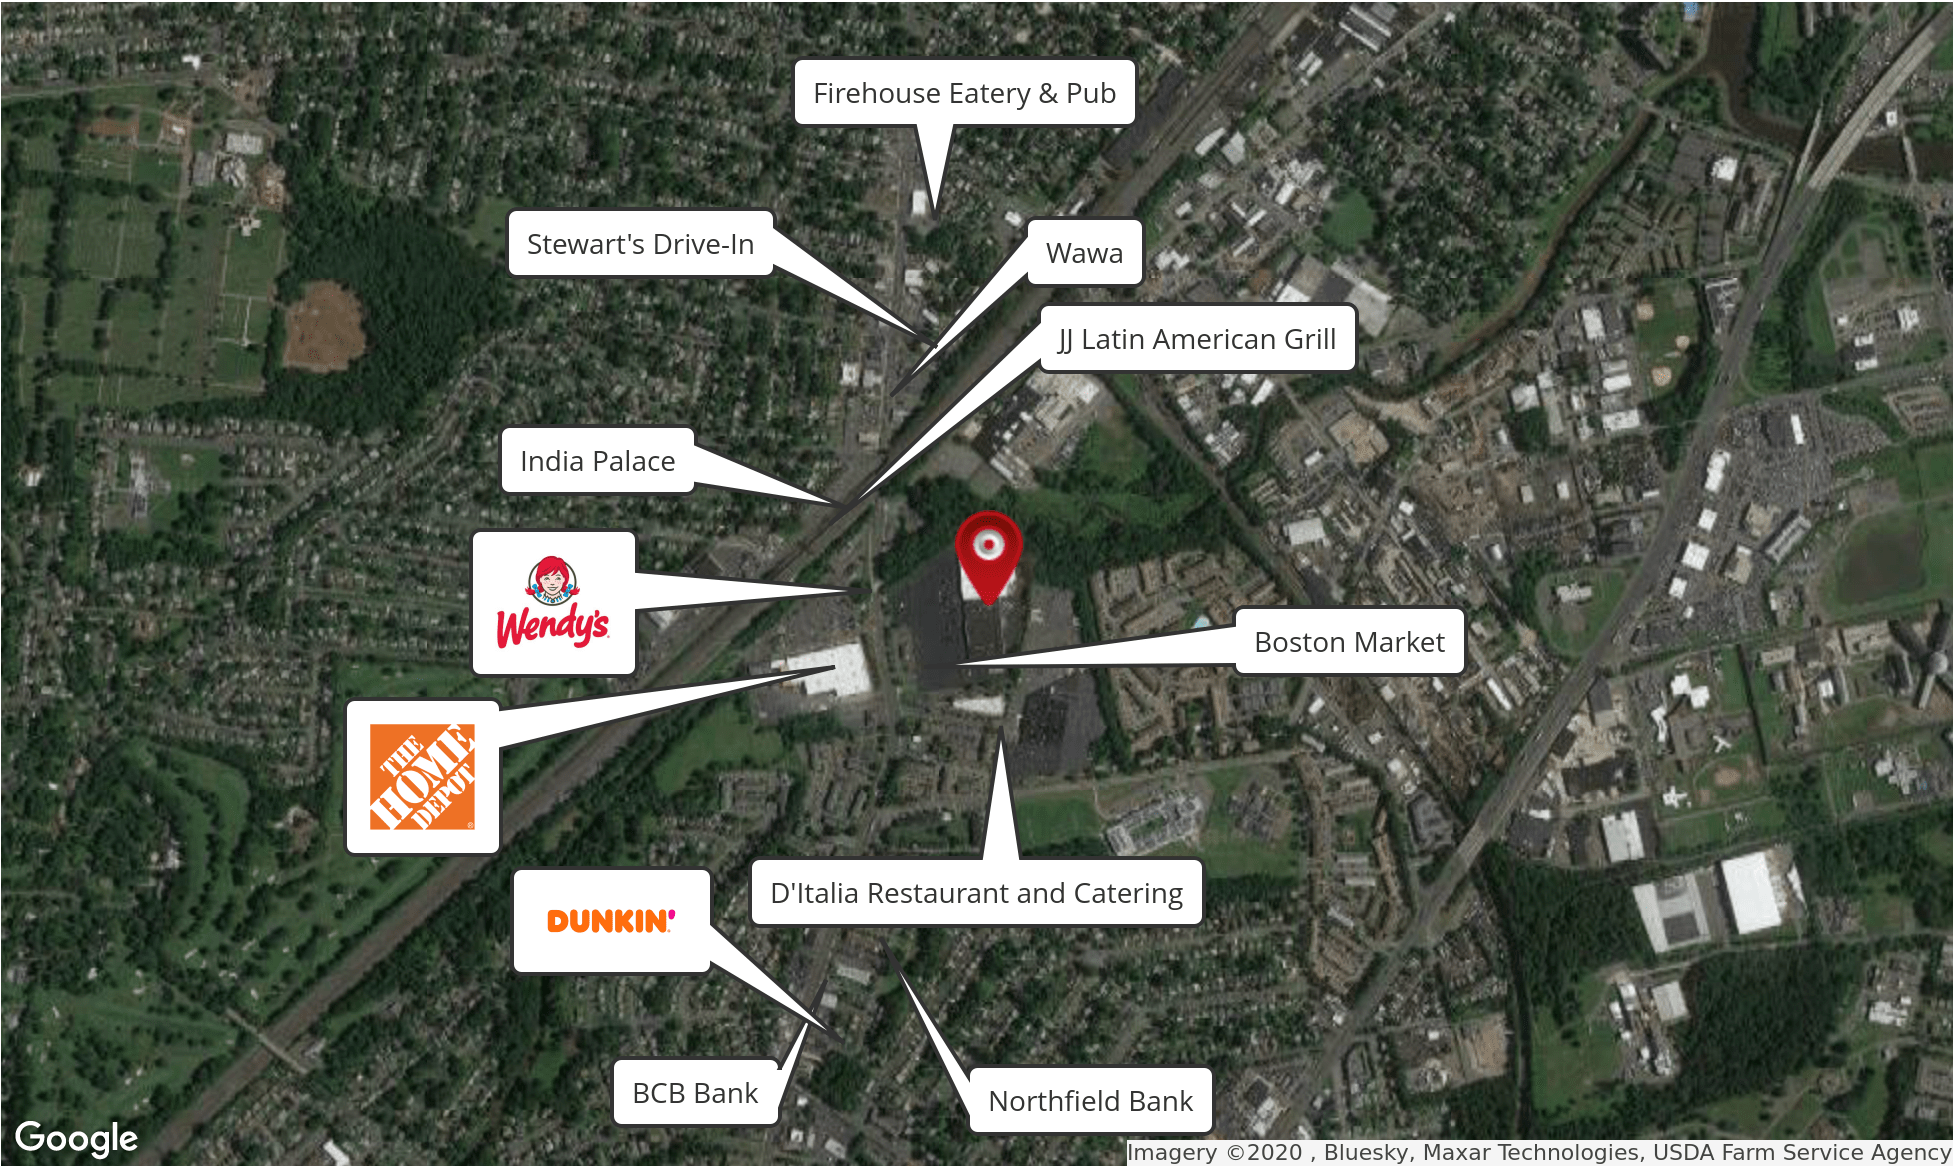 Firehouse Eatery & Pub
Stewart's Drive-In
Wawa
JJ Latin American Grill
India Palace
Wendy's
Boston Market
THE
HOME
DEPOT
D'Italia Restaurant and Catering
DUNKIN'
BCB Bank
Northfield Bank
Google
Imagery ©2020 , Bluesky, Maxar Technologies, USDA Farm Service Agency